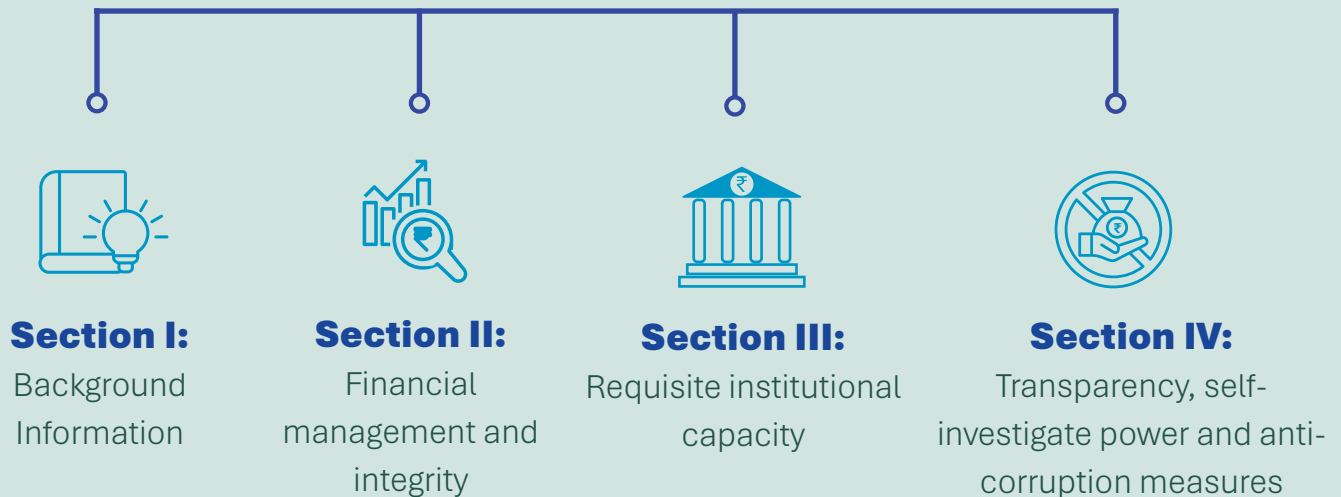 Section I:
Background
Information
Section II:
Financial
management and
integrity
₹
Section III:
Requisite institutional
capacity
₹
Section IV:
Transparency, self-
investigate power and anti-
corruption measures
₹